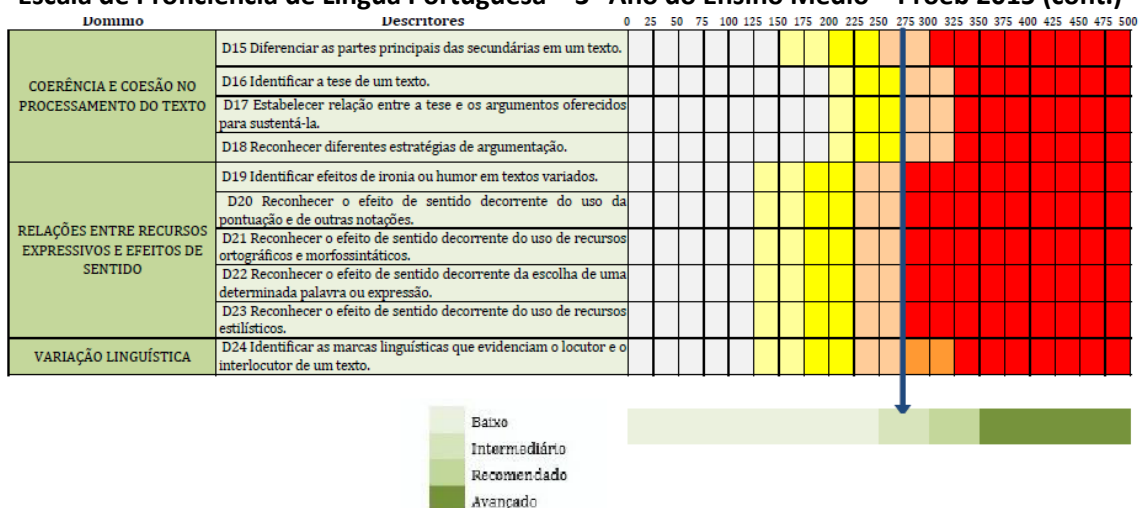 Escala de Proficiência de Língua Portuguesa – 3º Ano do Ensino Médio – Proeb 2015 (cont.)
Domínio Descritores 0 25 50 75 100 125 150 175 200 225 250 275 300 325 350 375 400 425 450 475 500
D15 Diferenciar as partes principais das secundárias em um texto.
COERÊNCIA E COESÃO NO
PROCESSAMENTO DO TEXTO
D16 Identificar a tese de um texto.
D17 Estabelecer relação entre a tese e os argumentos oferecidos
para sustentá-la.
D18 Reconhecer diferentes estratégias de argumentação.
RELAÇÕES ENTRE RECURSOS
EXPRESSIVOS E EFEITOS DE
SENTIDO
D19 Identificar efeitos de ironia ou humor em textos variados.
D20 Reconhecer o efeito de sentido decorrente do uso da
pontuação e de outras notações.
D21 Reconhecer o efeito de sentido decorrente do uso de recursos
ortográficos e morfossintáticos.
D22 Reconhecer o efeito de sentido decorrente da escolha de uma
determinada palavra ou expressão.
D23 Reconhecer o efeito de sentido decorrente do uso de recursos
estilísticos.
VARIAÇÃO LINGUÍSTICA
D24 Identificar as marcas linguísticas que evidenciam o locutor e o
interlocutor de um texto.
Baixo
Intermediário
Recomendado
Avançado